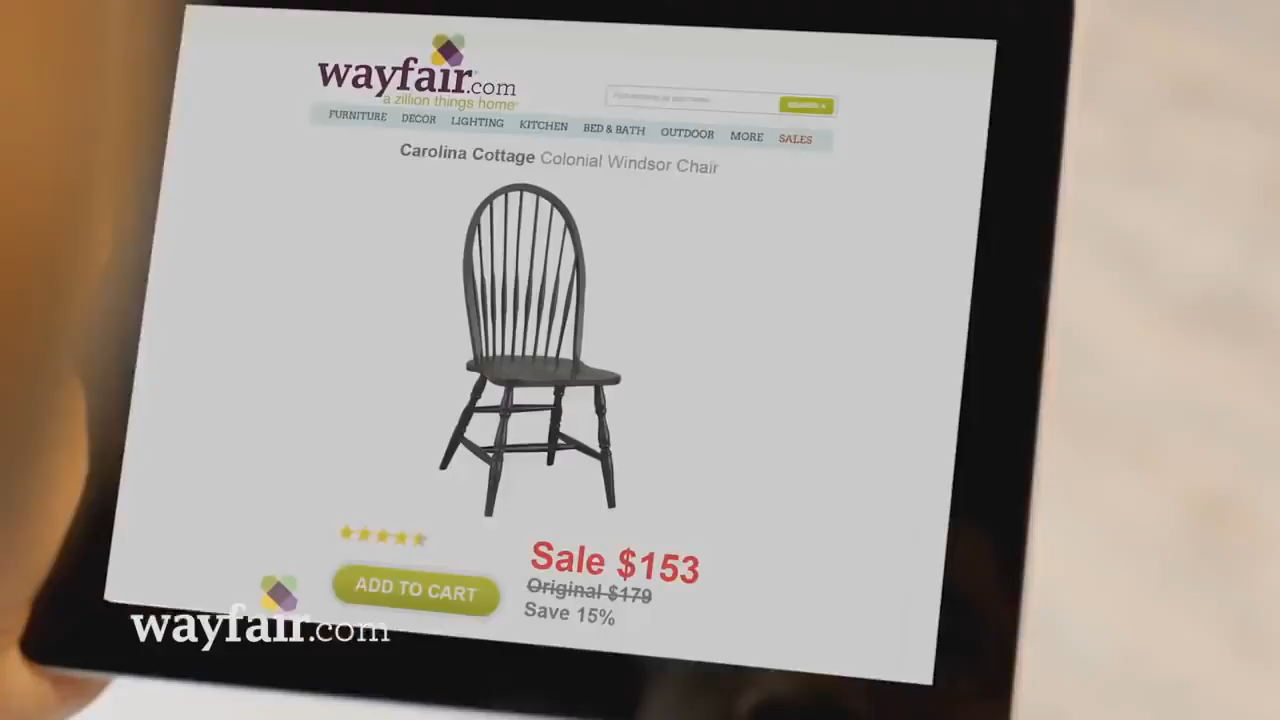 wayfair.com
a zillion things home
FURNITURE DECOR LIGHTING KITCHEN BED & BATH OUTDOOR MORE SALES
Carolina Cottage Colonial Windsor Chair
Sale $153
ADD TO CART
Original $179
Save 15%
wayfair.com